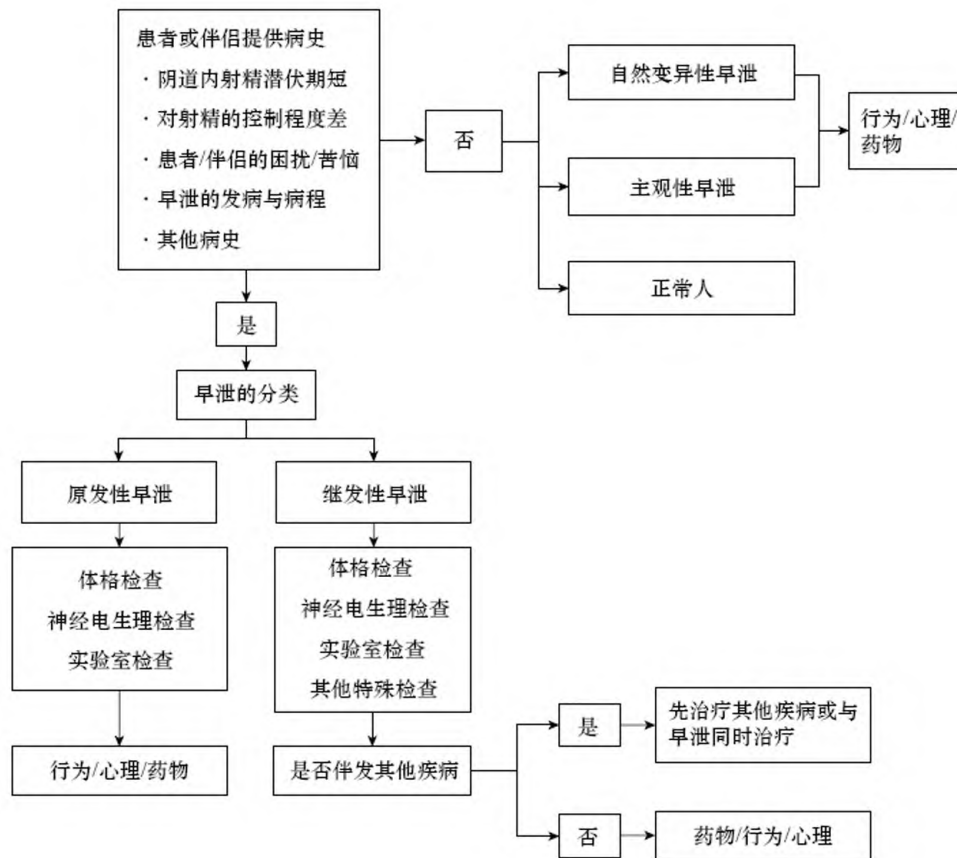 患者或伴侣提供病史
·阴道内射精潜伏期短
·对射精的控制程度差
·患者/伴侣的困扰/苦恼
·早泄的发病与病程
·其他病史
否
自然变异性早泄
主观性早泄
正常人
行为/心理/
药物
是
早泄的分类
原发性早泄
继发性早泄
体格检查
神经电生理检查
实验室检查
体格检查
神经电生理检查
实验室检查
其他特殊检查
行为/心理/药物
是否伴发其他疾病
是
先治疗其他疾病或与
早泄同时治疗
否
药物/行为/心理